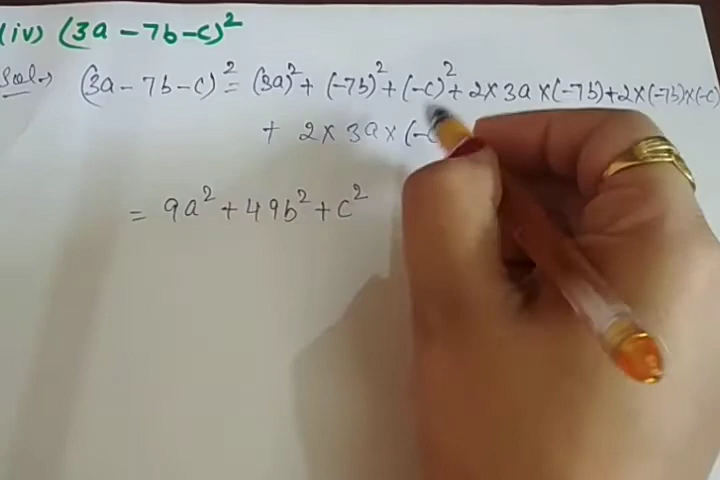 (iv) (3a - 7b - c)²
Sol→ (3a - 7b - c)² = (3a)² + (-7b)² + (-c)² + 2×3a×(-7b)+2×(-7b)×(-c)
+ 2×3a×(-c
= 9a² + 49b² + c²